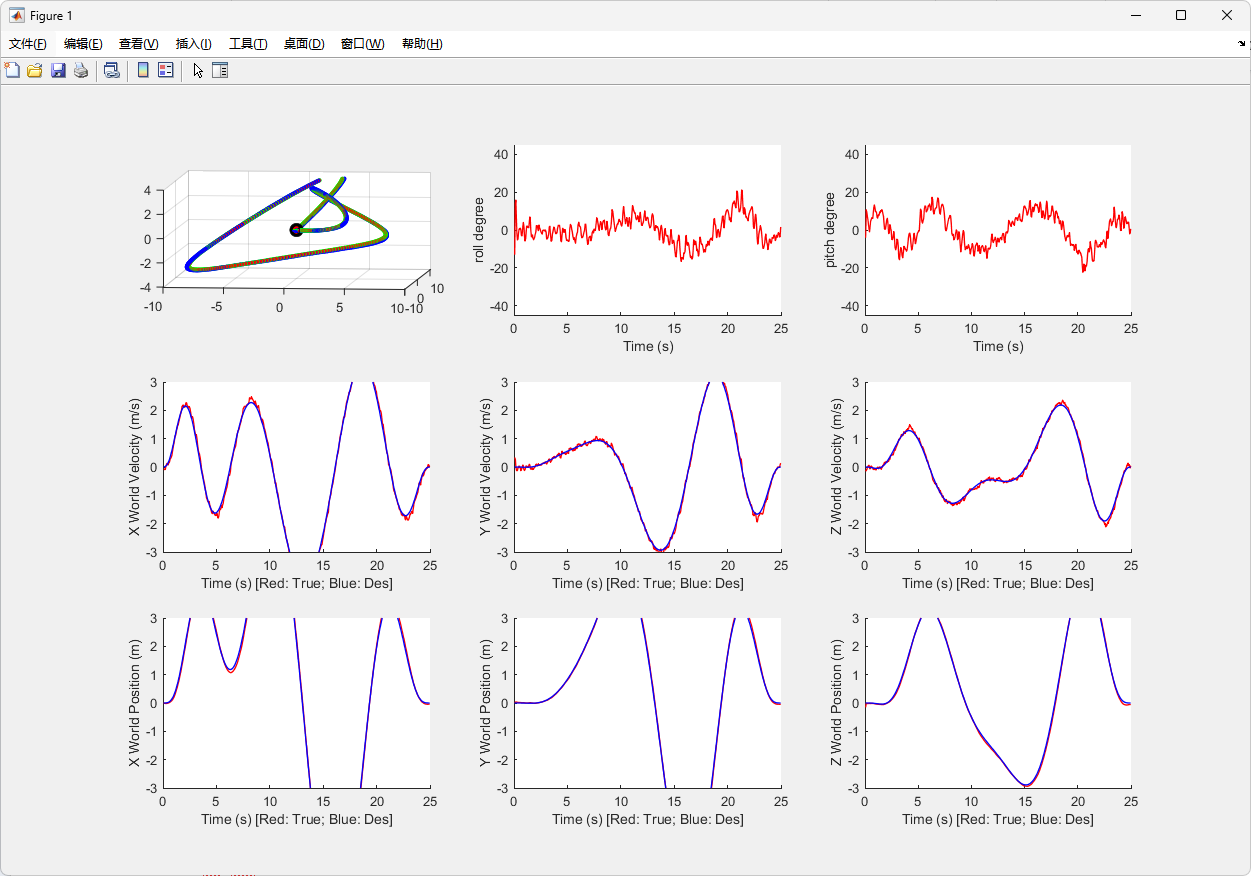 Figure 1
文件(F) 编辑(E) 查看(V) 插入(I) 工具(T) 桌面(D) 窗口(W) 帮助(H)
4
2
0
-2
-4
-10 -5 0 5 10 -10 0 10
roll degree
40
20
0
-20
-40
0 5 10 15 20 25
Time (s)
pitch degree
40
20
0
-20
-40
0 5 10 15 20 25
Time (s)
X World Velocity (m/s)
3
2
1
0
-1
-2
-3
0 5 10 15 20 25
Time (s) [Red: True; Blue: Des]
Y World Velocity (m/s)
3
2
1
0
-1
-2
-3
0 5 10 15 20 25
Time (s) [Red: True; Blue: Des]
Z World Velocity (m/s)
3
2
1
0
-1
-2
-3
0 5 10 15 20 25
Time (s) [Red: True; Blue: Des]
X World Position (m)
3
2
1
0
-1
-2
-3
0 5 10 15 20 25
Time (s) [Red: True; Blue: Des]
Y World Position (m)
3
2
1
0
-1
-2
-3
0 5 10 15 20 25
Time (s) [Red: True; Blue: Des]
Z World Position (m)
3
2
1
0
-1
-2
-3
0 5 10 15 20 25
Time (s) [Red: True; Blue: Des]